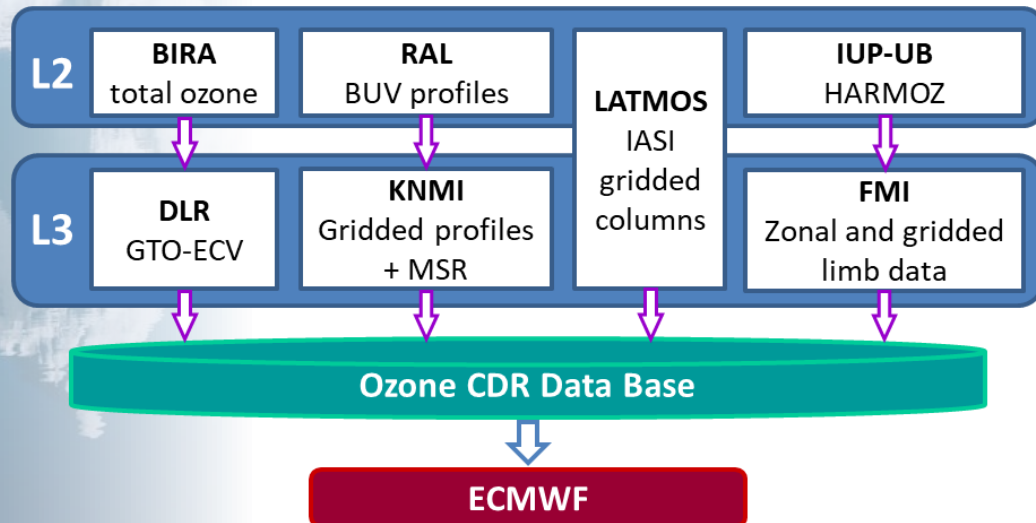 L2
BIRA
total ozone
RAL
BUV profiles
LATMOS
IASI
gridded
columns
IUP-UB
HARMOZ
L3
DLR
GTO-ECV
KNMI
Gridded profiles
+ MSR
FMI
Zonal and gridded
limb data
Ozone CDR Data Base
ECMWF